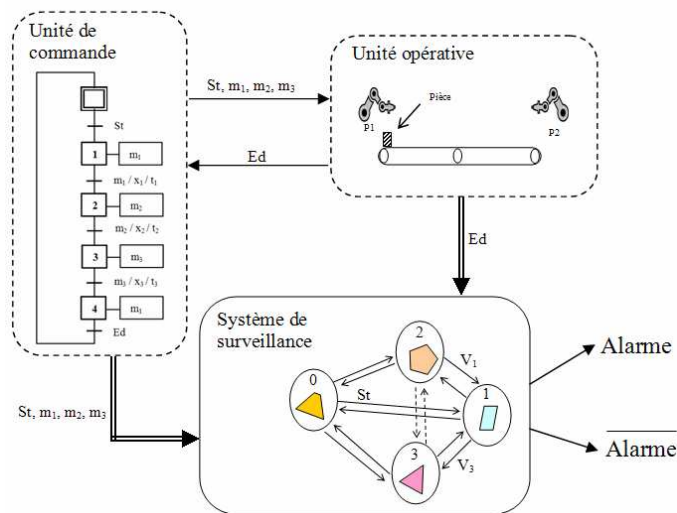 Unité de
commande
St
1
m₁
m₁ / x₁ / t₁
2
m₂
m₂ / x₂ / t₂
3
m₃
m₃ / x₃ / t₃
4
m₁
Ed
St, m₁, m₂, m₃
Ed
Unité opérative
P1
Pièce
P2
Ed
St, m₁, m₂, m₃
Système de
surveillance
0
2
1
3
St
V₁
V₃
Alarme
Alarme